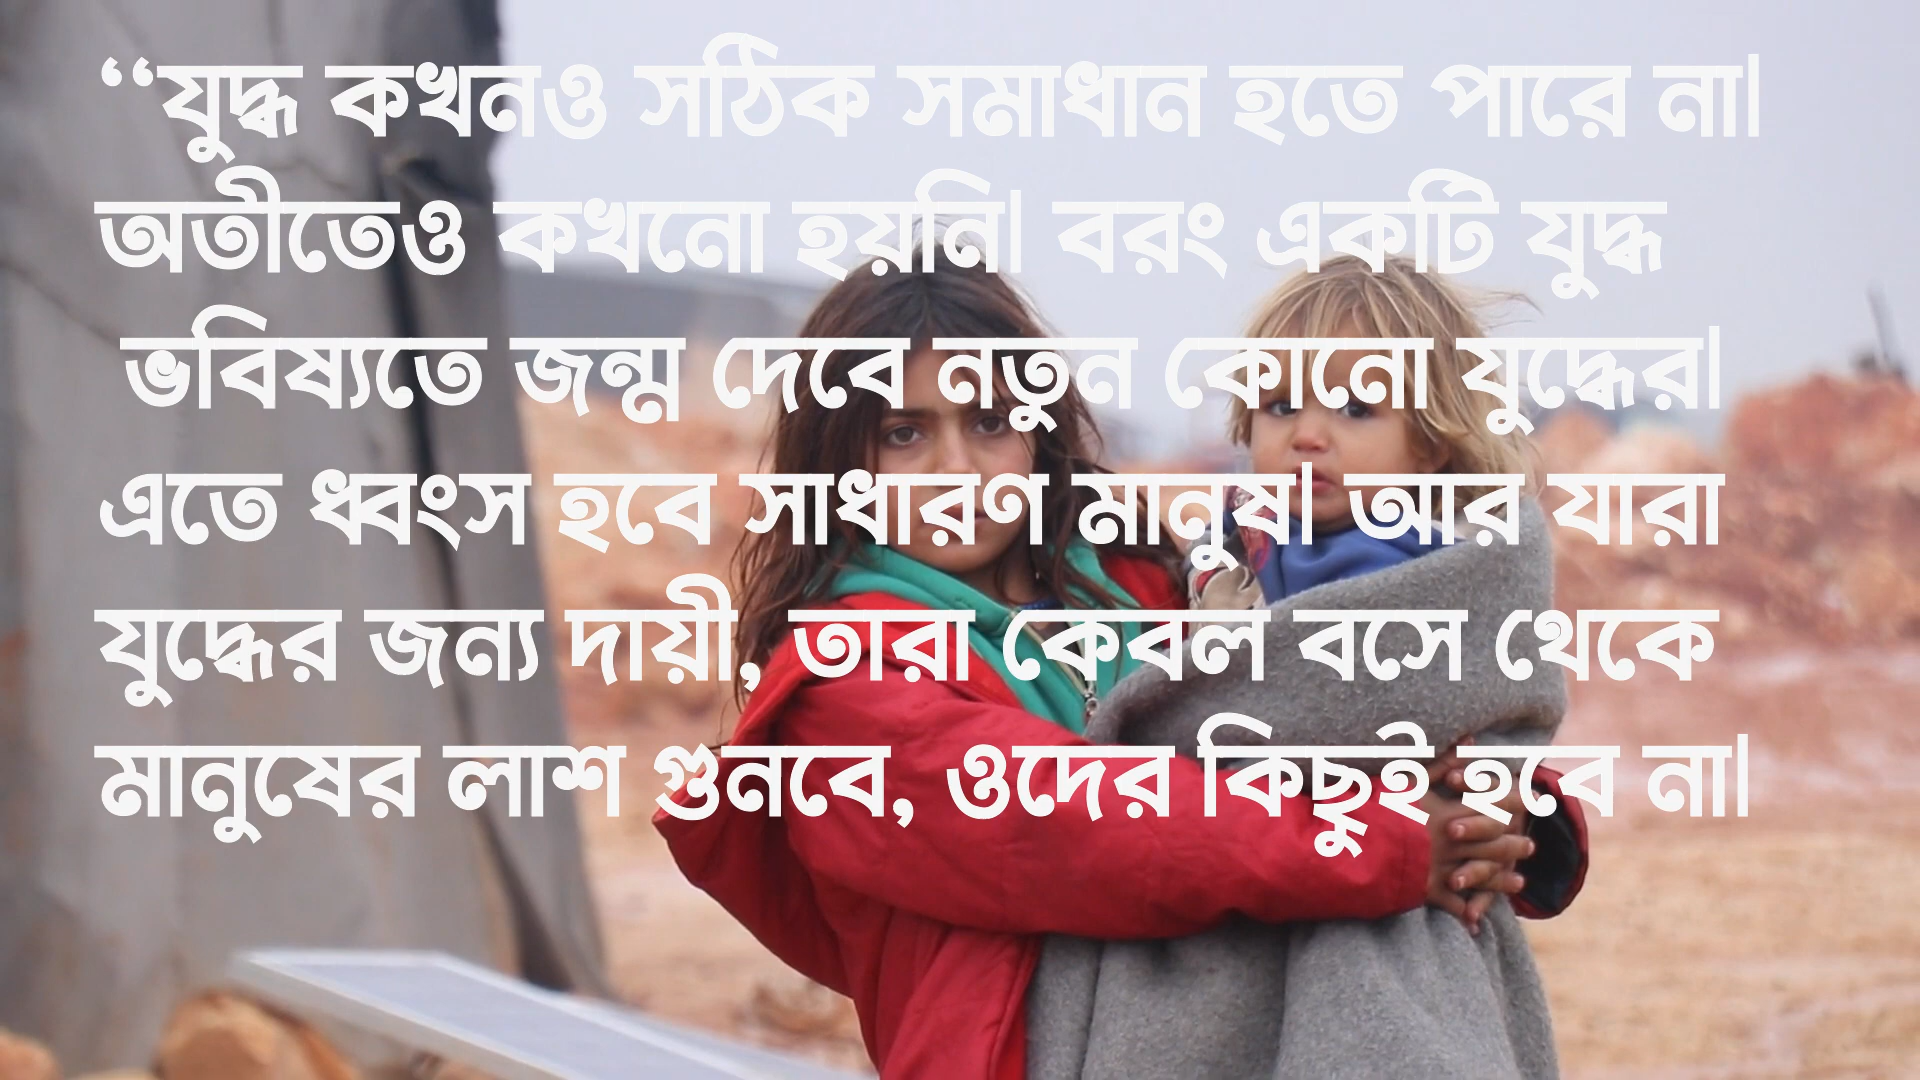 “যুদ্ধ কখনও সঠিক সমাধান হতে পারে না।
অতীতেও কখনো হয়নি। বরং একটি যুদ্ধ
ভবিষ্যতে জন্ম দেবে নতুন কোনো যুদ্ধের।
এতে ধ্বংস হবে সাধারণ মানুষ। আর যারা
যুদ্ধের জন্য দায়ী, তারা কেবল বসে থেকে
মানুষের লাশ গুনবে, ওদের কিছুই হবে না।